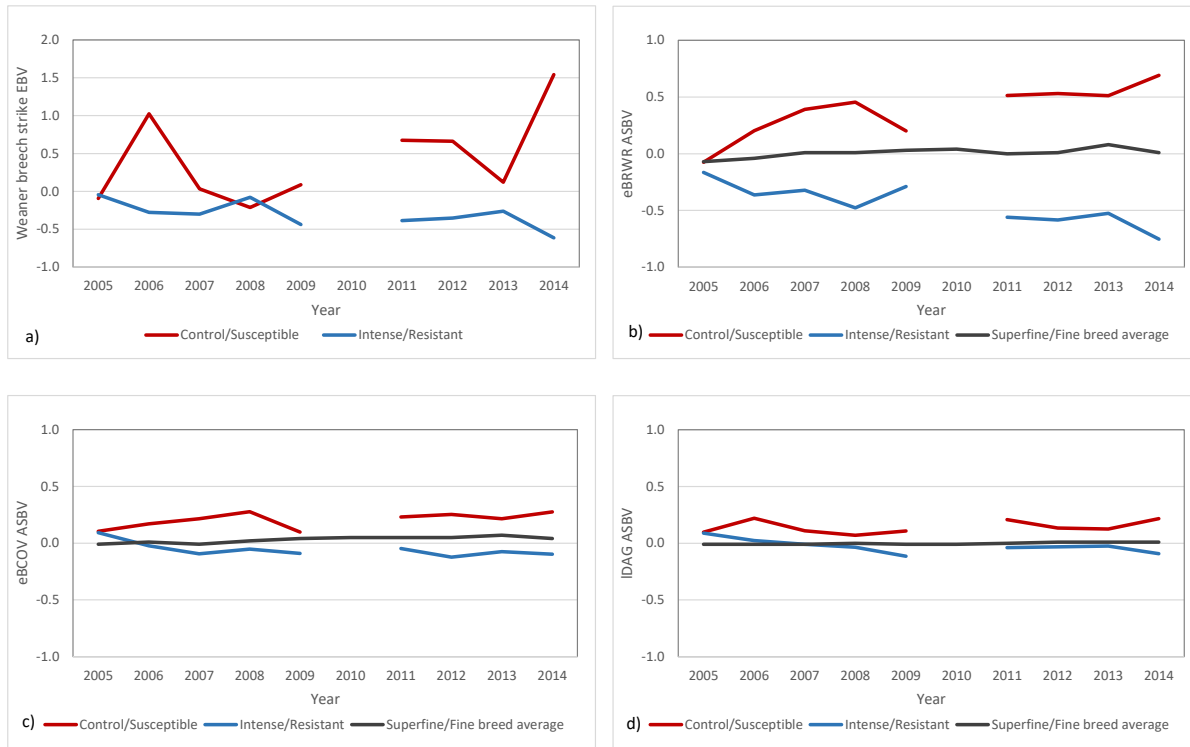 2.0
1.5
1.0
0.5
0.0
-0.5
-1.0
Weaner breech strike EBV
2005 2006 2007 2008 2009 2010 2011 2012 2013 2014
Year
a)
Control/Susceptible Intense/Resistant
1.0
0.5
0.0
-0.5
-1.0
eBRWR ASBV
2005 2006 2007 2008 2009 2010 2011 2012 2013 2014
Year
b)
Control/Susceptible Intense/Resistant Superfine/Fine breed average
1.0
0.5
0.0
-0.5
-1.0
eBCOV ASBV
2005 2006 2007 2008 2009 2010 2011 2012 2013 2014
Year
c)
Control/Susceptible Intense/Resistant Superfine/Fine breed average
1.0
0.5
0.0
-0.5
-1.0
lDAG ASBV
2005 2006 2007 2008 2009 2010 2011 2012 2013 2014
Year
d)
Control/Susceptible Intense/Resistant Superfine/Fine breed average